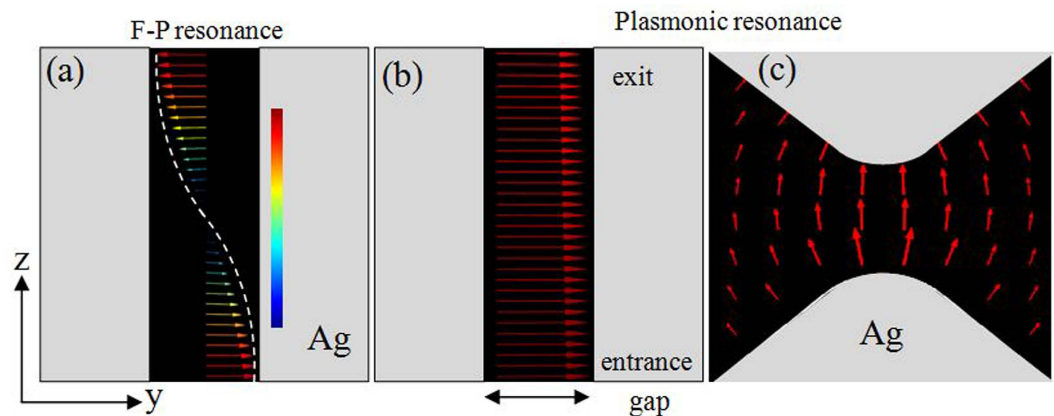 F-P resonance
Plasmonic resonance
(a)
(b)
exit
(c)
Ag
z
y
entrance
gap
Ag